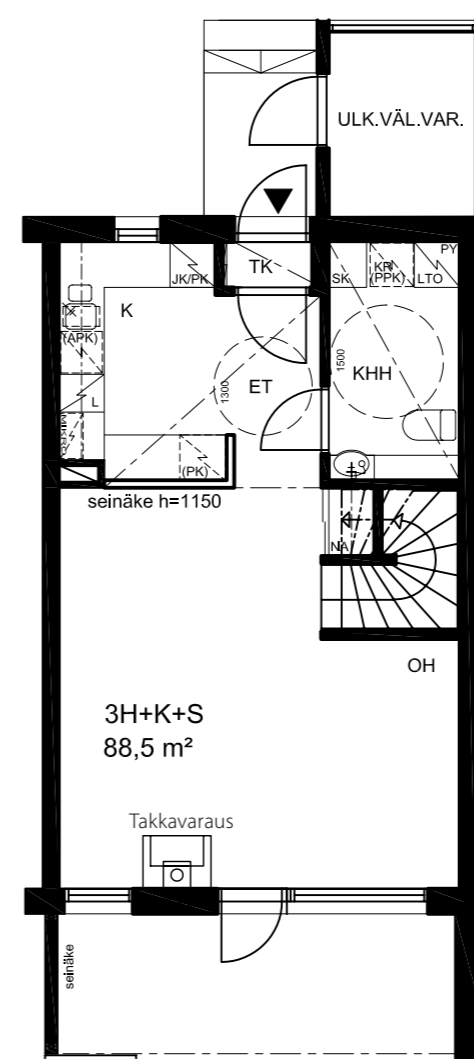 ULK.VÄL.VAR.
TK
PY
JK/PK
SK
KR
(PPK)
LTO
K
(APK)
1300
ET
1500
KHH
L
MIKRO
(PK)
seinäke h=1150
NA
OH
3H+K+S
88,5 m²
Takkavaraus
seinäke